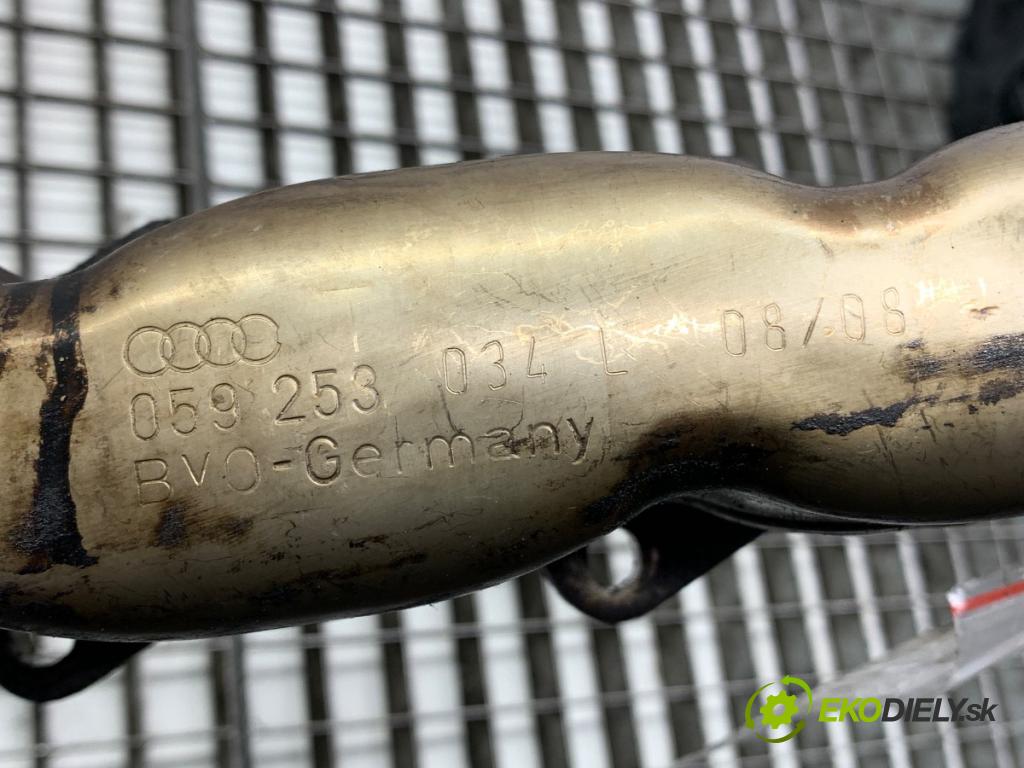 059 253 034 L 08/08
BVO-Germany
EKODIELY.sk